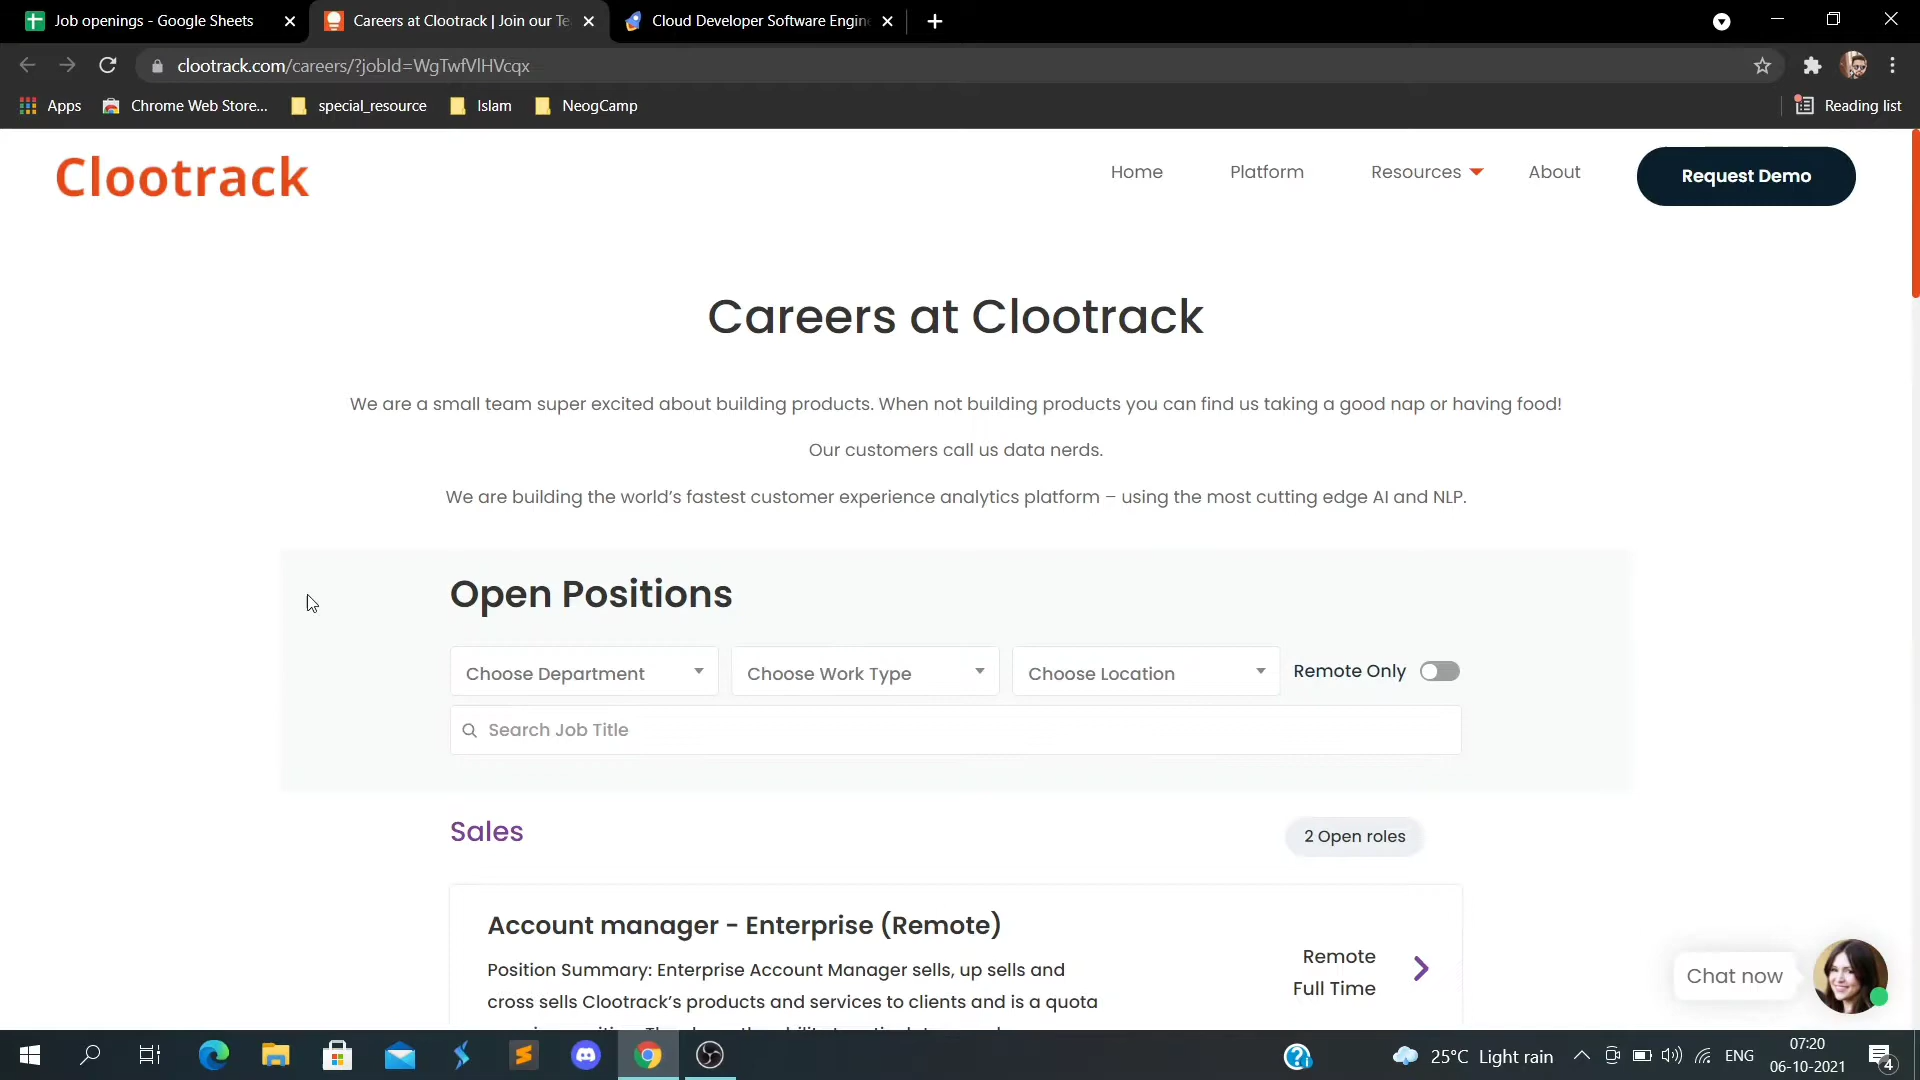 Job openings - Google Sheets
Careers at Clootrack | Join our Te
Cloud Developer Software Engin
clootrack.com/careers/?jobId=WgTwfVlHVcqx
Apps
Chrome Web Store...
special_resource
Islam
NeogCamp
Reading list
Clootrack
Home
Platform
Resources
About
Request Demo
Careers at Clootrack
We are a small team super excited about building products. When not building products you can find us taking a good nap or having food!
Our customers call us data nerds.
We are building the world's fastest customer experience analytics platform – using the most cutting edge AI and NLP.
Open Positions
Choose Department
Choose Work Type
Choose Location
Remote Only
Search Job Title
Sales
2 Open roles
Account manager - Enterprise (Remote)
Position Summary: Enterprise Account Manager sells, up sells and
cross sells Clootrack's products and services to clients and is a quota
Remote
Full Time
Chat now
25°C Light rain
ENG
07:20
06-10-2021
4